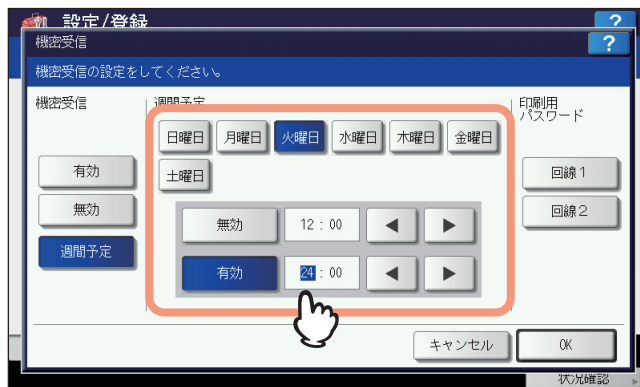 設定/登録
?
機密受信
?
機密受信の設定をしてください。
機密受信
週間予定
印刷用
パスワード
日曜日 月曜日 火曜日 水曜日 木曜日 金曜日
土曜日
有効
無効
週間予定
無効 12 : 00
有効 24 : 00
回線1
回線2
キャンセル OK
状況確認